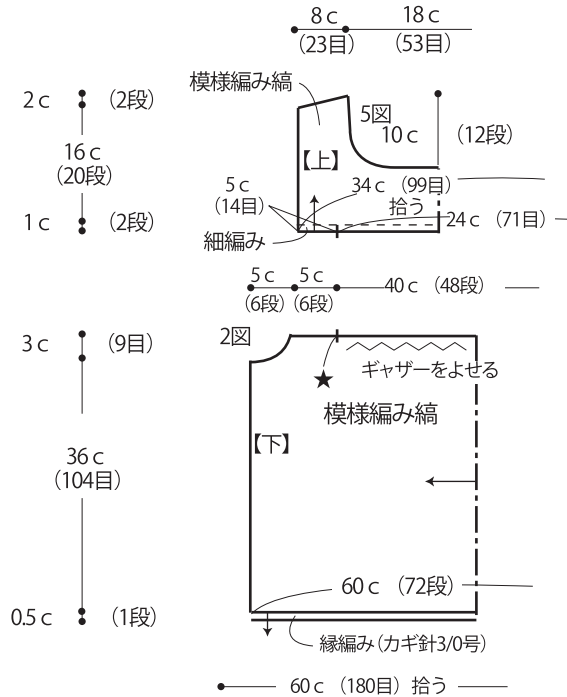 8c
(23目)
18c
(53目)
模様編み縞
2c
(2段)
5図
10c
(12段)
16c
(20段)
【上】
5c
(14目)
34c (99目)
拾う
1c
(2段)
24c (71目)
細編み
5c
(6段)
5c
(6段)
40c (48段)
2図
3c
(9目)
ギャザーをよせる
★
模様編み縞
【下】
36c
(104目)
60c (72段)
0.5c
(1段)
縁編み(カギ針3/0号)
60c (180目) 拾う